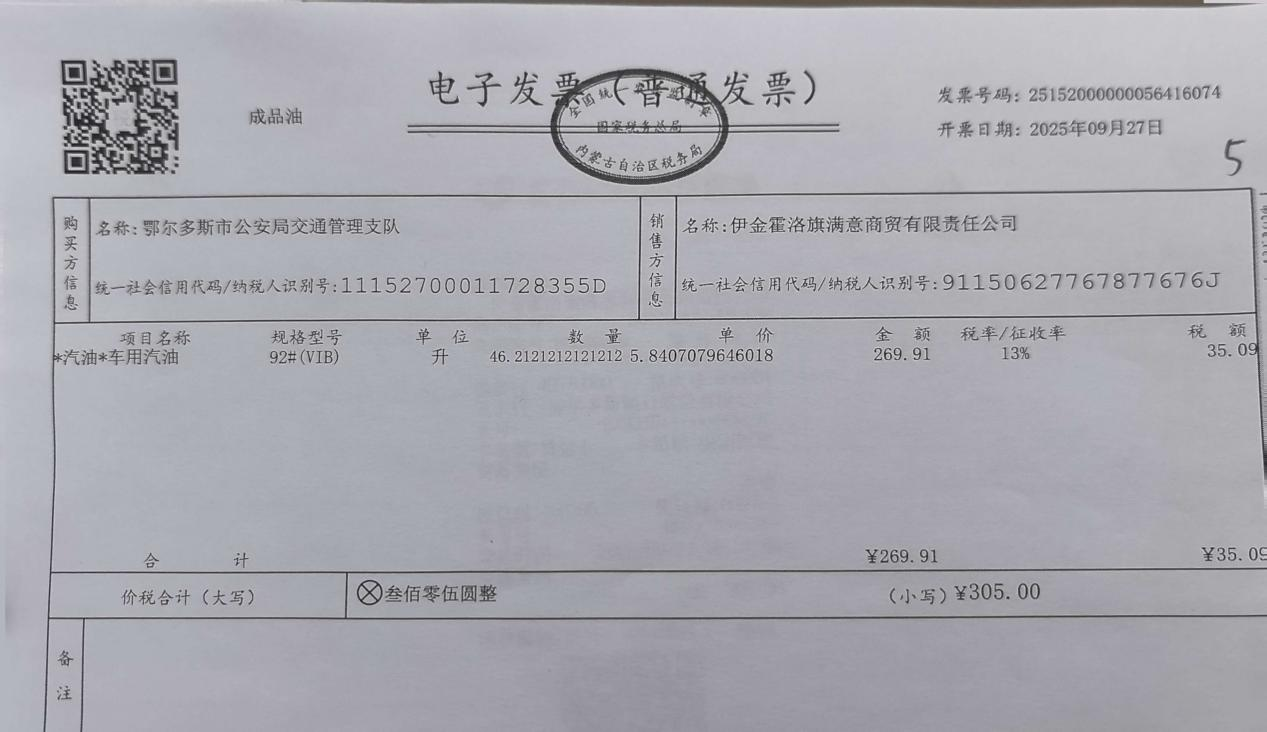 电子发票（普通发票）
全国统一发票监制章
国家税务总局
内蒙古自治区税务局
成品油
发票号码：25152000000056416074
开票日期：2025年09月27日
5
购买方信息
名称：鄂尔多斯市公安局交通管理支队
统一社会信用代码/纳税人识别号：11152700011728355D
销售方信息
名称：伊金霍洛旗满意商贸有限责任公司
统一社会信用代码/纳税人识别号：91150627767877676J
项目名称 规格型号 单位 数量 单价 金额 税率/征收率 税额
*汽油*车用汽油 92#(VIB) 升 46.2121212121212 5.8407079646018 269.91 13% 35.09
合计 ¥269.91 ¥35.09
价税合计（大写） 叁佰零伍圆整 （小写）¥305.00
备注